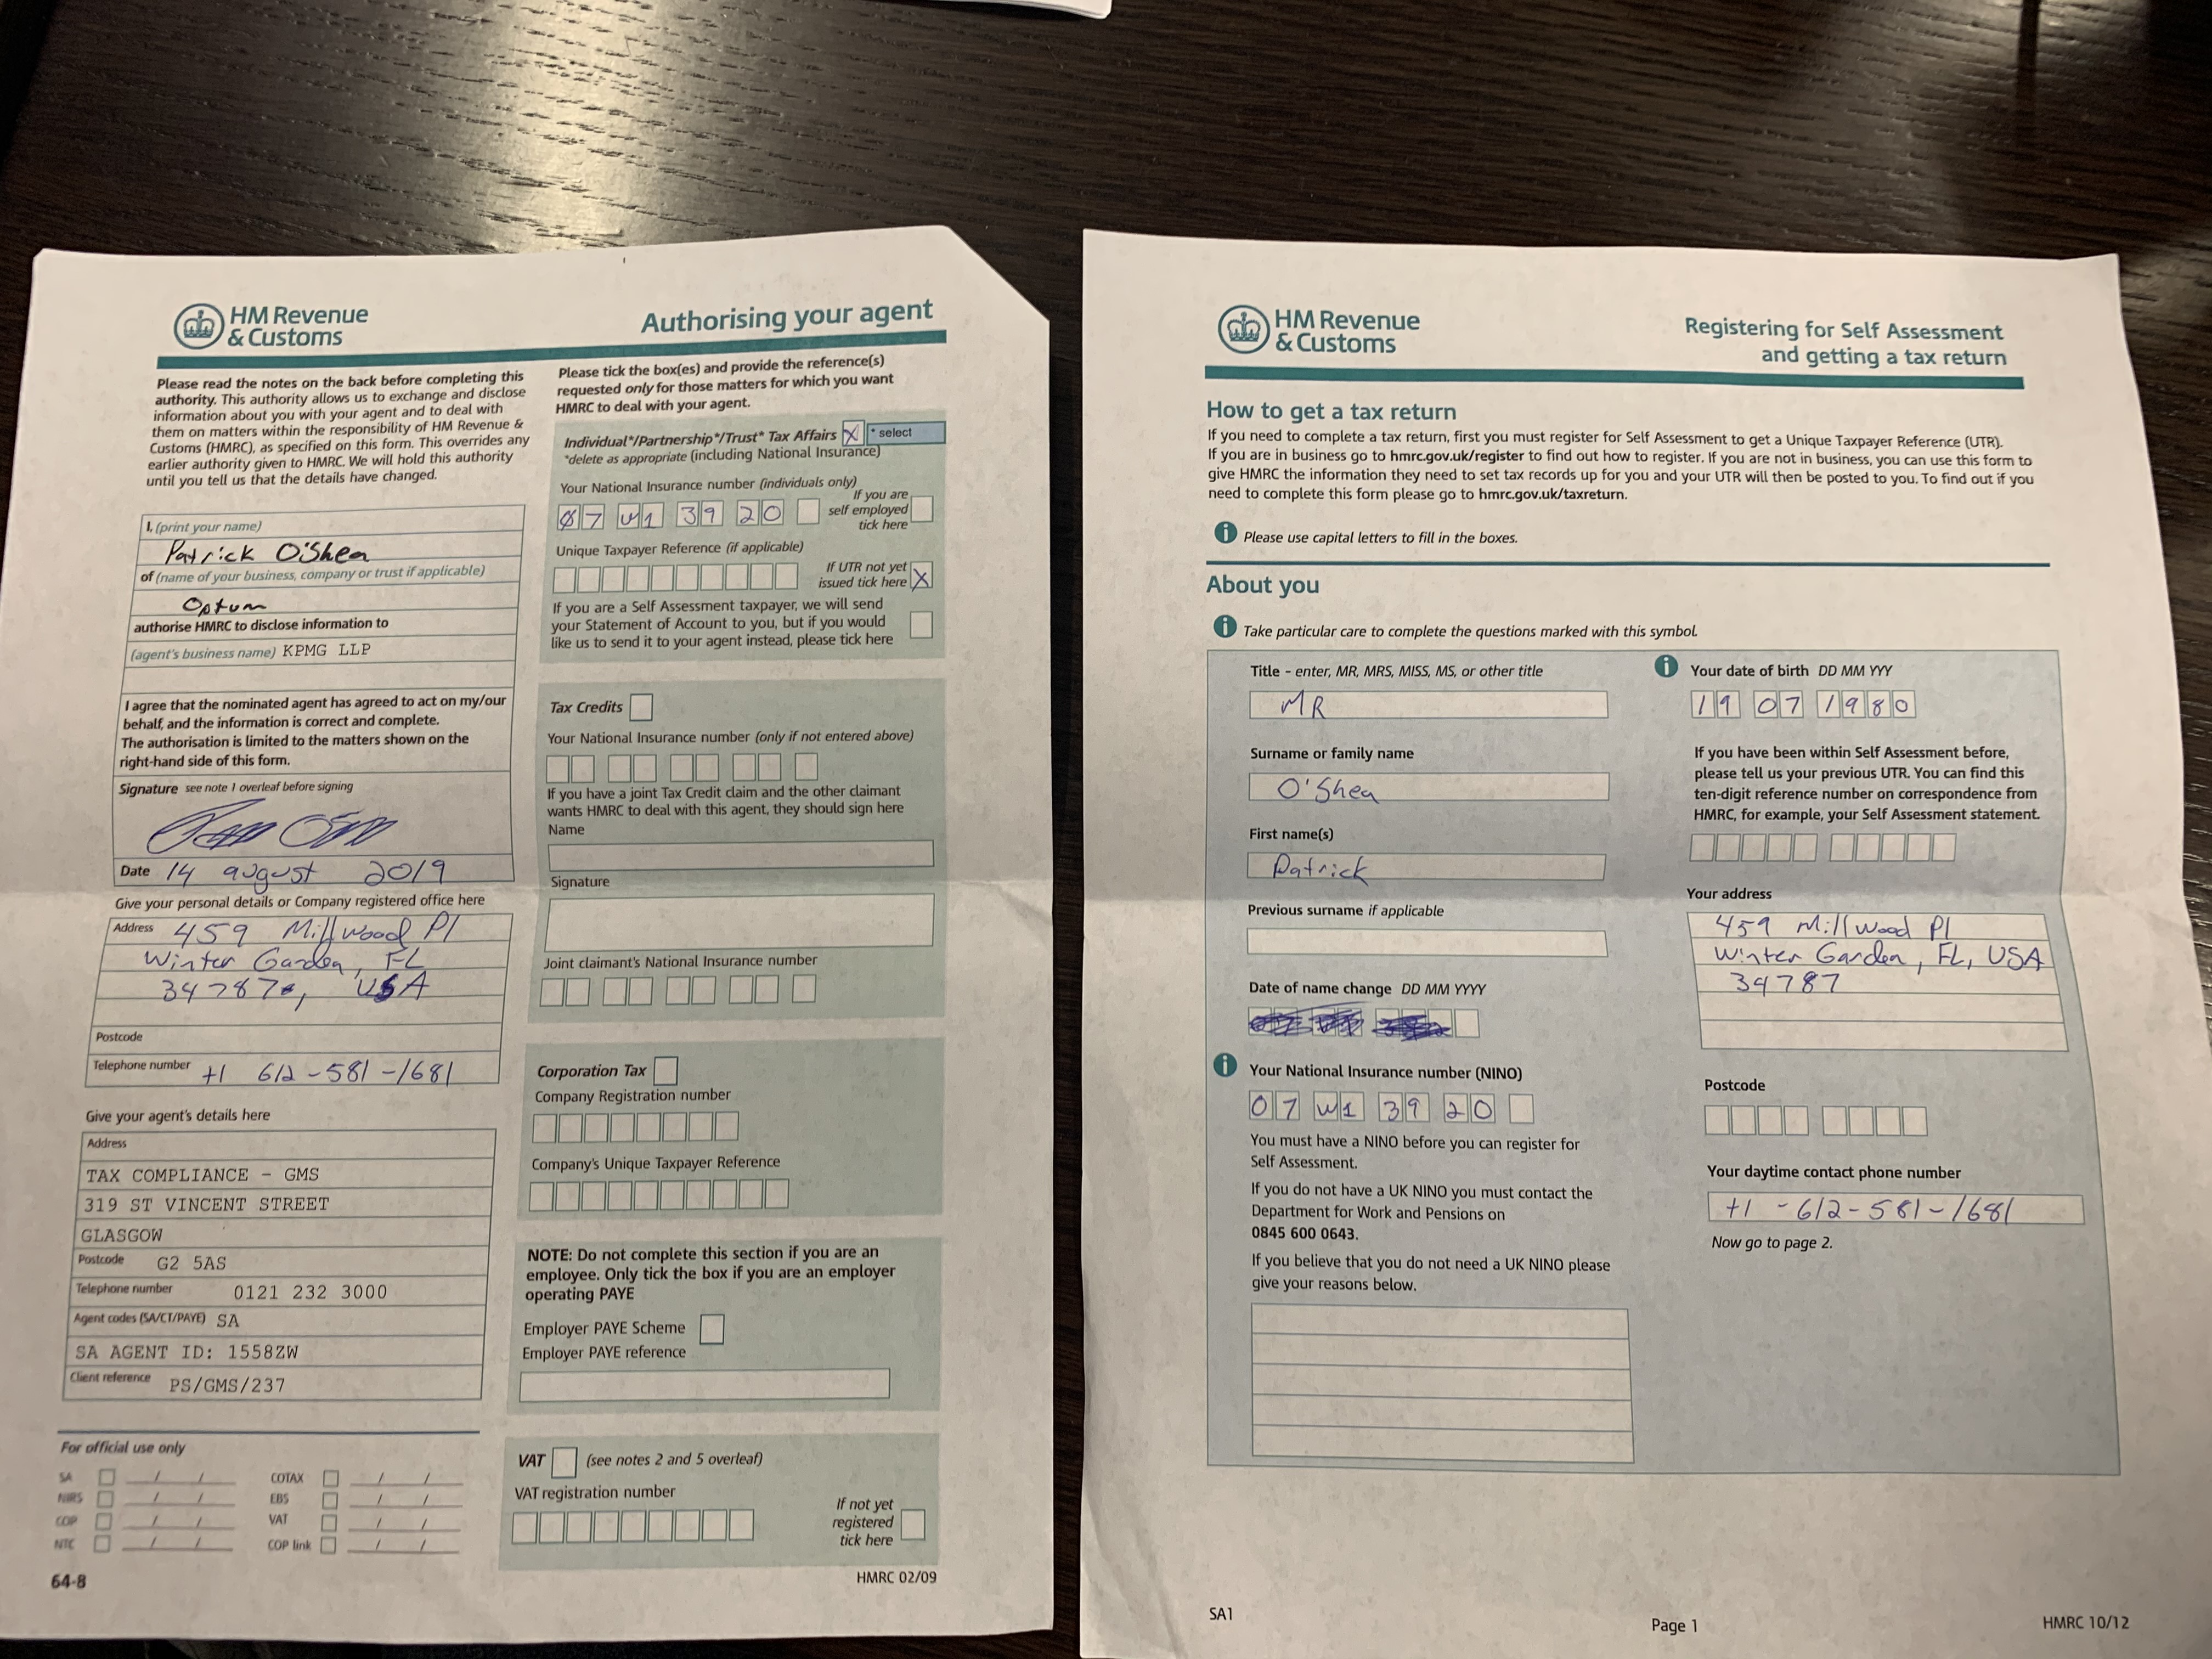 HM Revenue
& Customs
Authorising your agent
Please read the notes on the back before completing this
authority. This authority allows us to exchange and disclose
information about you with your agent and to deal with
them on matters within the responsibility of HM Revenue &
Customs (HMRC), as specified on this form. This overrides any
earlier authority given to HMRC. We will hold this authority
until you tell us that the details have changed.
I, (print your name)
Patrick O'Shea
of (name of your business, company or trust if applicable)
Optum
authorise HMRC to disclose information to
(agent's business name) KPMG LLP
I agree that the nominated agent has agreed to act on my/our
behalf, and the information is correct and complete.
The authorisation is limited to the matters shown on the
right-hand side of this form.
Signature see note 1 overleaf before signing
Date 14 august 2019
Give your personal details or Company registered office here
Address 459 Millwood Pl
Winter Garden, FL
34787, USA
Postcode
Telephone number +1 612-581-1681
Give your agent's details here
Address
TAX COMPLIANCE - GMS
319 ST VINCENT STREET
GLASGOW
Postcode G2 5AS
Telephone number 0121 232 3000
Agent codes (SA/CT/PAYE) SA
SA AGENT ID: 1558ZW
Client reference PS/GMS/237
For official use only
SA / / COTAX / /
NIRS / / EBS / /
COP / / VAT / /
NTC / / COP link / /
64-8
Please tick the box(es) and provide the reference(s)
requested only for those matters for which you want
HMRC to deal with your agent.
Individual*/Partnership*/Trust* Tax Affairs X * select
*delete as appropriate (including National Insurance)
Your National Insurance number (individuals only)
07 W1 39 20
If you are
self employed
tick here
Unique Taxpayer Reference (if applicable)
If UTR not yet
issued tick here X
If you are a Self Assessment taxpayer, we will send
your Statement of Account to you, but if you would
like us to send it to your agent instead, please tick here
Tax Credits
Your National Insurance number (only if not entered above)
If you have a joint Tax Credit claim and the other claimant
wants HMRC to deal with this agent, they should sign here
Name
Signature
Joint claimant's National Insurance number
Corporation Tax
Company Registration number
Company's Unique Taxpayer Reference
NOTE: Do not complete this section if you are an
employee. Only tick the box if you are an employer
operating PAYE
Employer PAYE Scheme
Employer PAYE reference
VAT (see notes 2 and 5 overleaf)
VAT registration number
If not yet
registered
tick here
HMRC 02/09
HM Revenue
& Customs
Registering for Self Assessment
and getting a tax return
How to get a tax return
If you need to complete a tax return, first you must register for Self Assessment to get a Unique Taxpayer Reference (UTR).
If you are in business go to hmrc.gov.uk/register to find out how to register. If you are not in business, you can use this form to
give HMRC the information they need to set tax records up for you and your UTR will then be posted to you. To find out if you
need to complete this form please go to hmrc.gov.uk/taxreturn.
i Please use capital letters to fill in the boxes.
About you
i Take particular care to complete the questions marked with this symbol.
Title - enter, MR, MRS, MISS, MS, or other title
MR
Surname or family name
O'Shea
First name(s)
Patrick
Previous surname if applicable
Date of name change DD MM YYYY
i Your National Insurance number (NINO)
07 W1 39 20
You must have a NINO before you can register for
Self Assessment.
If you do not have a UK NINO you must contact the
Department for Work and Pensions on
0845 600 0643.
If you believe that you do not need a UK NINO please
give your reasons below.
i Your date of birth DD MM YYYY
19 07 1980
If you have been within Self Assessment before,
please tell us your previous UTR. You can find this
ten-digit reference number on correspondence from
HMRC, for example, your Self Assessment statement.
Your address
459 Millwood Pl
Winter Garden, FL, USA
34787
Postcode
Your daytime contact phone number
+1-612-581-1681
Now go to page 2.
SA1
Page 1
HMRC 10/12